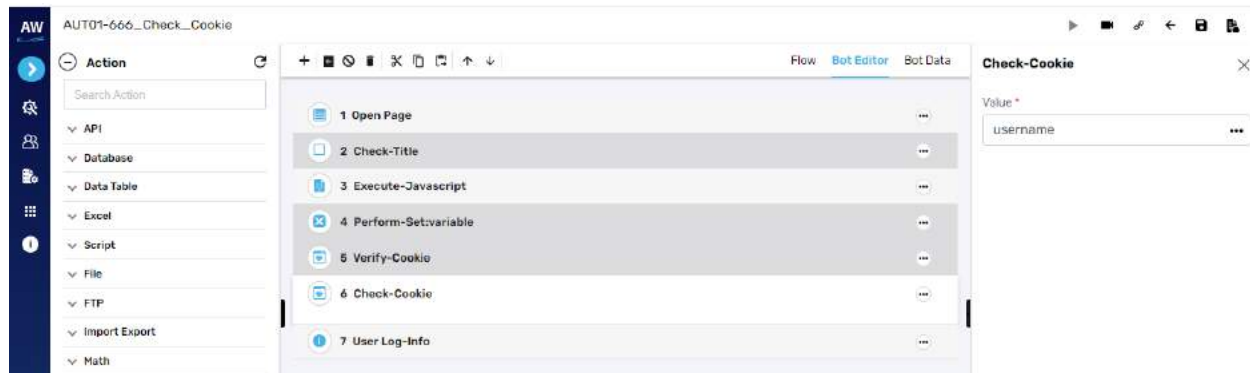 AW
AUT01-666_Check_Cookie
Action
Search Action
API
Database
Data Table
Excel
Script
File
FTP
Import Export
Math
Flow Bot Editor Bot Data
1 Open Page
2 Check-Title
3 Execute-Javascript
4 Perform-Set:variable
5 Verify-Cookie
6 Check-Cookie
7 User Log-Info
Check-Cookie
Value *
username